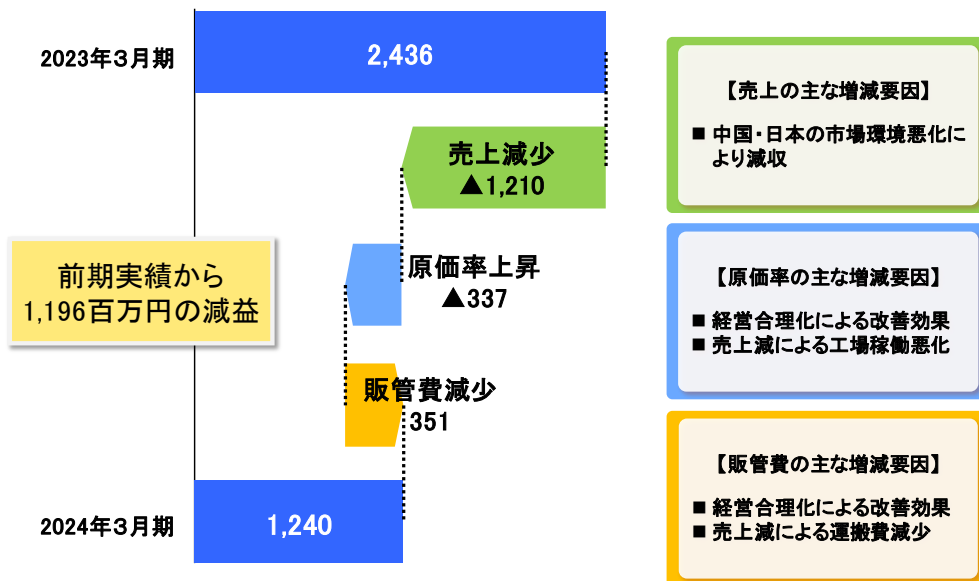 2023年3月期
2,436
売上減少
▲1,210
原価率上昇
▲337
前期実績から
1,196百万円の減益
販管費減少
351
2024年3月期
1,240
【売上の主な増減要因】
■ 中国・日本の市場環境悪化に
より減収
【原価率の主な増減要因】
■ 経営合理化による改善効果
■ 売上減による工場稼働悪化
【販管費の主な増減要因】
■ 経営合理化による改善効果
■ 売上減による運搬費減少